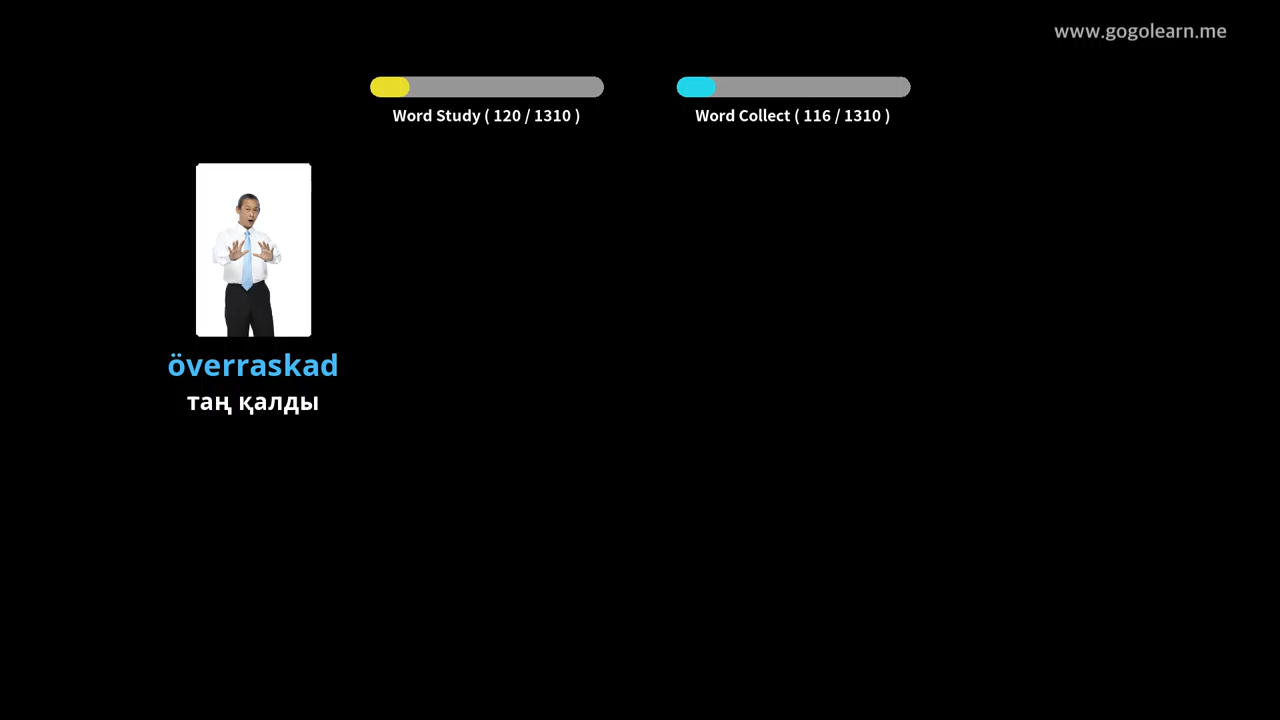 www.gogolearn.me
Word Study ( 120 / 1310 )
Word Collect ( 116 / 1310 )
överraskad
таң қалды